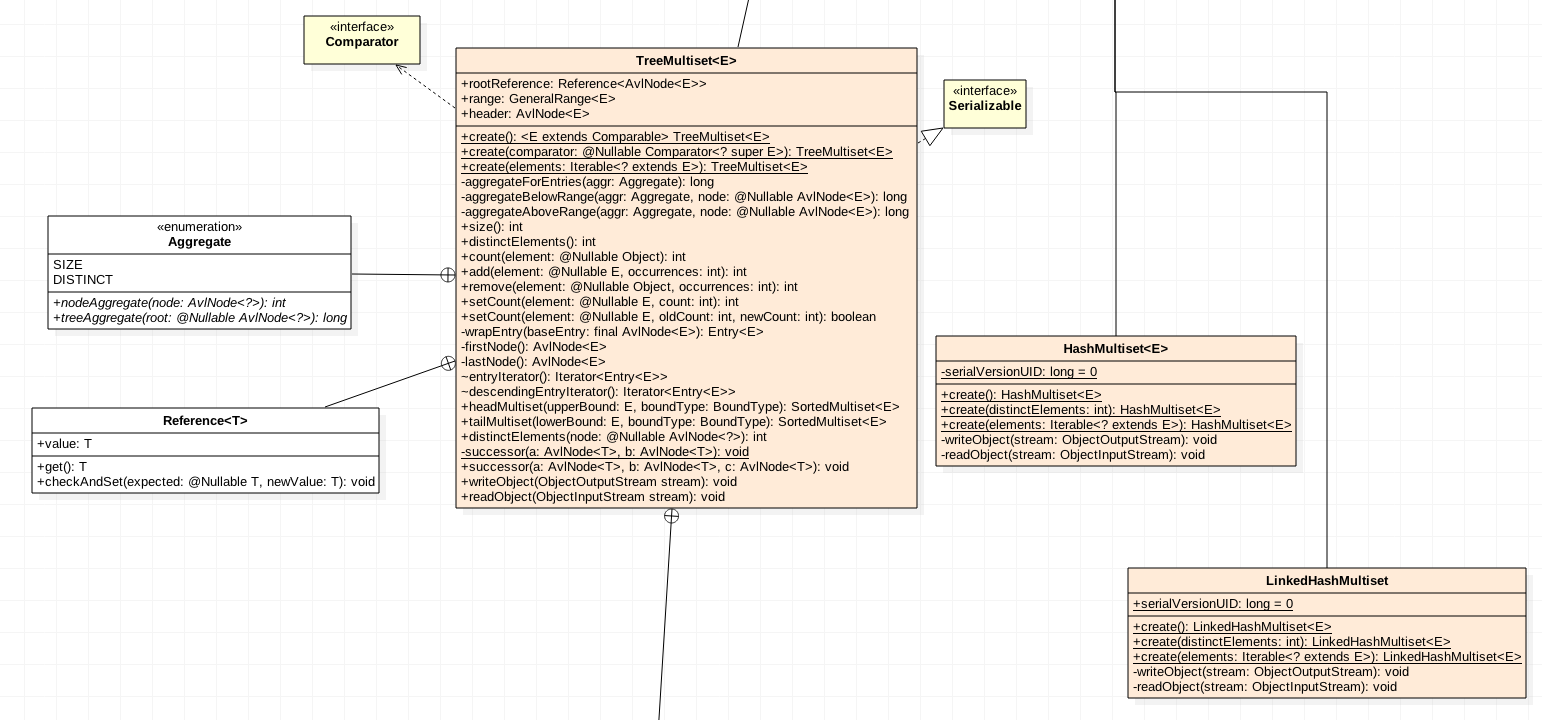 «interface»
Comparator
TreeMultiset<E>
+rootReference: Reference<AvlNode<E>>
+range: GeneralRange<E>
+header: AvlNode<E>
+create(): <E extends Comparable> TreeMultiset<E>
+create(comparator: @Nullable Comparator<? super E>): TreeMultiset<E>
+create(elements: Iterable<? extends E>): TreeMultiset<E>
-aggregateForEntries(aggr: Aggregate): long
-aggregateBelowRange(aggr: Aggregate, node: @Nullable AvlNode<E>): long
-aggregateAboveRange(aggr: Aggregate, node: @Nullable AvlNode<E>): long
+size(): int
+distinctElements(): int
+count(element: @Nullable Object): int
+add(element: @Nullable E, occurrences: int): int
+remove(element: @Nullable Object, occurrences: int): int
+setCount(element: @Nullable E, count: int): int
+setCount(element: @Nullable E, oldCount: int, newCount: int): boolean
-wrapEntry(baseEntry: final AvlNode<E>): Entry<E>
-firstNode(): AvlNode<E>
-lastNode(): AvlNode<E>
~entryIterator(): Iterator<Entry<E>>
~descendingEntryIterator(): Iterator<Entry<E>>
+headMultiset(upperBound: E, boundType: BoundType): SortedMultiset<E>
+tailMultiset(lowerBound: E, boundType: BoundType): SortedMultiset<E>
+distinctElements(node: @Nullable AvlNode<?>): int
-successor(a: AvlNode<T>, b: AvlNode<T>): void
+successor(a: AvlNode<T>, b: AvlNode<T>, c: AvlNode<T>): void
+writeObject(ObjectOutputStream stream): void
+readObject(ObjectInputStream stream): void
«interface»
Serializable
«enumeration»
Aggregate
SIZE
DISTINCT
+nodeAggregate(node: AvlNode<?>): int
+treeAggregate(root: @Nullable AvlNode<?>): long
Reference<T>
+value: T
+get(): T
+checkAndSet(expected: @Nullable T, newValue: T): void
HashMultiset<E>
-serialVersionUID: long = 0
+create(): HashMultiset<E>
+create(distinctElements: int): HashMultiset<E>
+create(elements: Iterable<? extends E>): HashMultiset<E>
-writeObject(stream: ObjectOutputStream): void
-readObject(stream: ObjectInputStream): void
LinkedHashMultiset
+serialVersionUID: long = 0
+create(): LinkedHashMultiset<E>
+create(distinctElements: int): LinkedHashMultiset<E>
+create(elements: Iterable<? extends E>): LinkedHashMultiset<E>
-writeObject(stream: ObjectOutputStream): void
-readObject(stream: ObjectInputStream): void